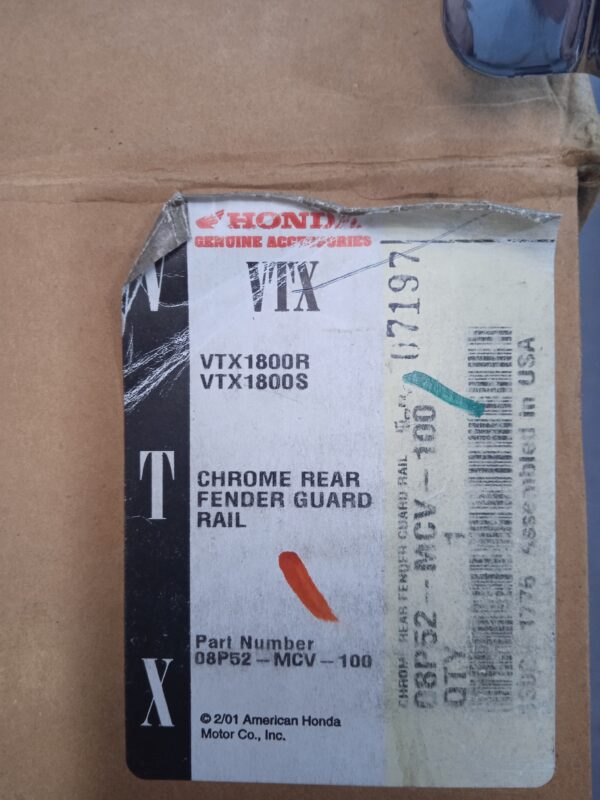 HONDA
GENUINE ACCESSORIES
VTX
VTX1800R
VTX1800S
CHROME REAR
FENDER GUARD
RAIL
Part Number
08P52-MCV-100
© 2/01 American Honda
Motor Co., Inc.
V
T
X
C7197
CHROME REAR FENDER GUARD RAIL
08P52-MCV-100
QTY 1
Assembled in USA